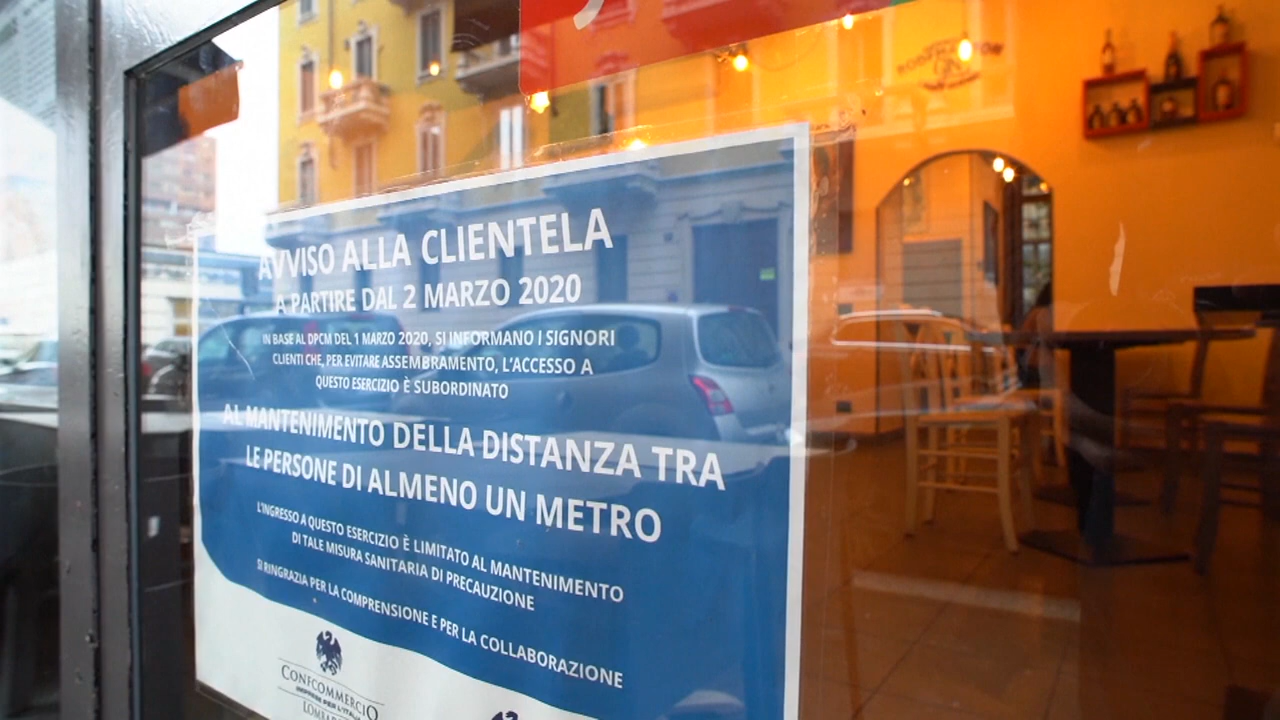 AVVISO ALLA CLIENTELA
A PARTIRE DAL 2 MARZO 2020
IN BASE AL DPCM DEL 1 MARZO 2020, SI INFORMANO I SIGNORI
CLIENTI CHE, PER EVITARE ASSEMBRAMENTO, L'ACCESSO A
QUESTO ESERCIZIO È SUBORDINATO
AL MANTENIMENTO DELLA DISTANZA TRA
LE PERSONE DI ALMENO UN METRO
L'INGRESSO A QUESTO ESERCIZIO È LIMITATO AL MANTENIMENTO
DI TALE MISURA SANITARIA DI PRECAUZIONE
SI RINGRAZIA PER LA COMPRENSIONE E PER LA COLLABORAZIONE
CONFCOMMERCIO
IMPRESE PER L'ITALIA